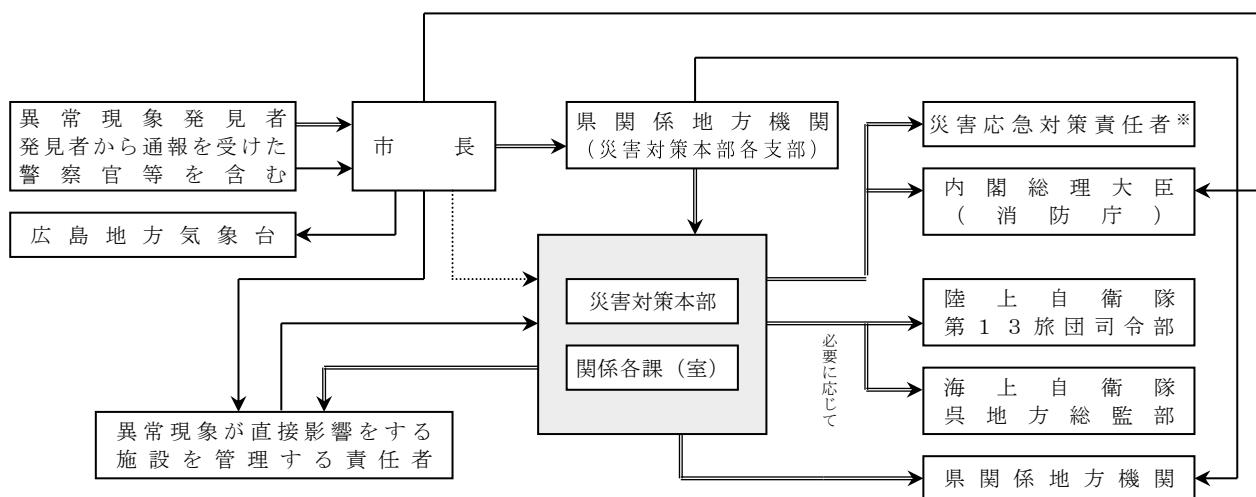 異常現象発見者
発見者から通報を受けた
警察官等を含む
市長
県関係地方機関
（災害対策本部各支部）
災害応急対策責任者※
内閣総理大臣
（消防庁）
広島地方気象台
災害対策本部
関係各課（室）
陸上自衛隊
第１３旅団司令部
必要に応じて
海上自衛隊
呉地方総監部
異常現象が直接影響をする
施設を管理する責任者
県関係地方機関